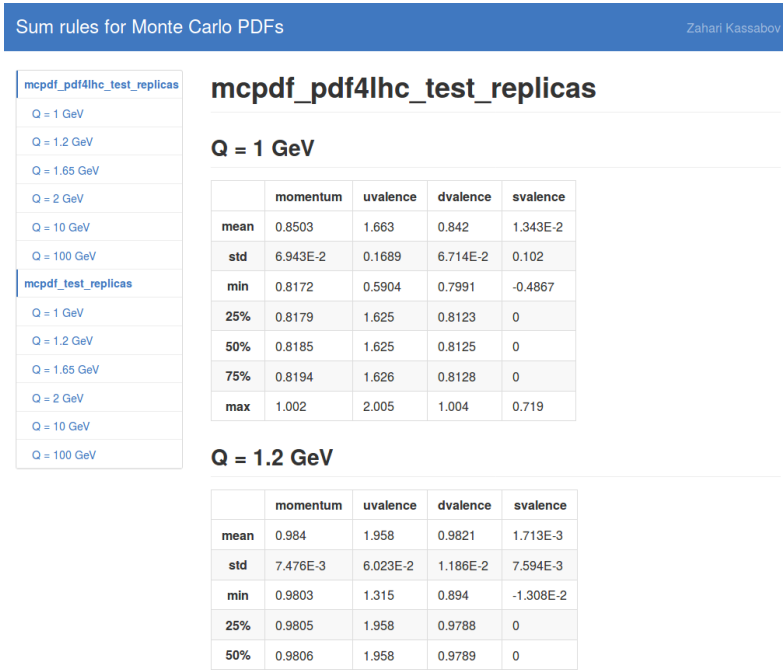 Sum rules for Monte Carlo PDFs
Zahari Kassabov
mcpdf_pdf4lhc_test_replicas
Q = 1 GeV
Q = 1.2 GeV
Q = 1.65 GeV
Q = 2 GeV
Q = 10 GeV
Q = 100 GeV
mcpdf_test_replicas
Q = 1 GeV
Q = 1.2 GeV
Q = 1.65 GeV
Q = 2 GeV
Q = 10 GeV
Q = 100 GeV
mcpdf_pdf4lhc_test_replicas
Q = 1 GeV
momentum uvalence dvalence svalence
mean 0.8503 1.663 0.842 1.343E-2
std 6.943E-2 0.1689 6.714E-2 0.102
min 0.8172 0.5904 0.7991 -0.4867
25% 0.8179 1.625 0.8123 0
50% 0.8185 1.625 0.8125 0
75% 0.8194 1.626 0.8128 0
max 1.002 2.005 1.004 0.719
Q = 1.2 GeV
momentum uvalence dvalence svalence
mean 0.984 1.958 0.9821 1.713E-3
std 7.476E-3 6.023E-2 1.186E-2 7.594E-3
min 0.9803 1.315 0.894 -1.308E-2
25% 0.9805 1.958 0.9788 0
50% 0.9806 1.958 0.9789 0